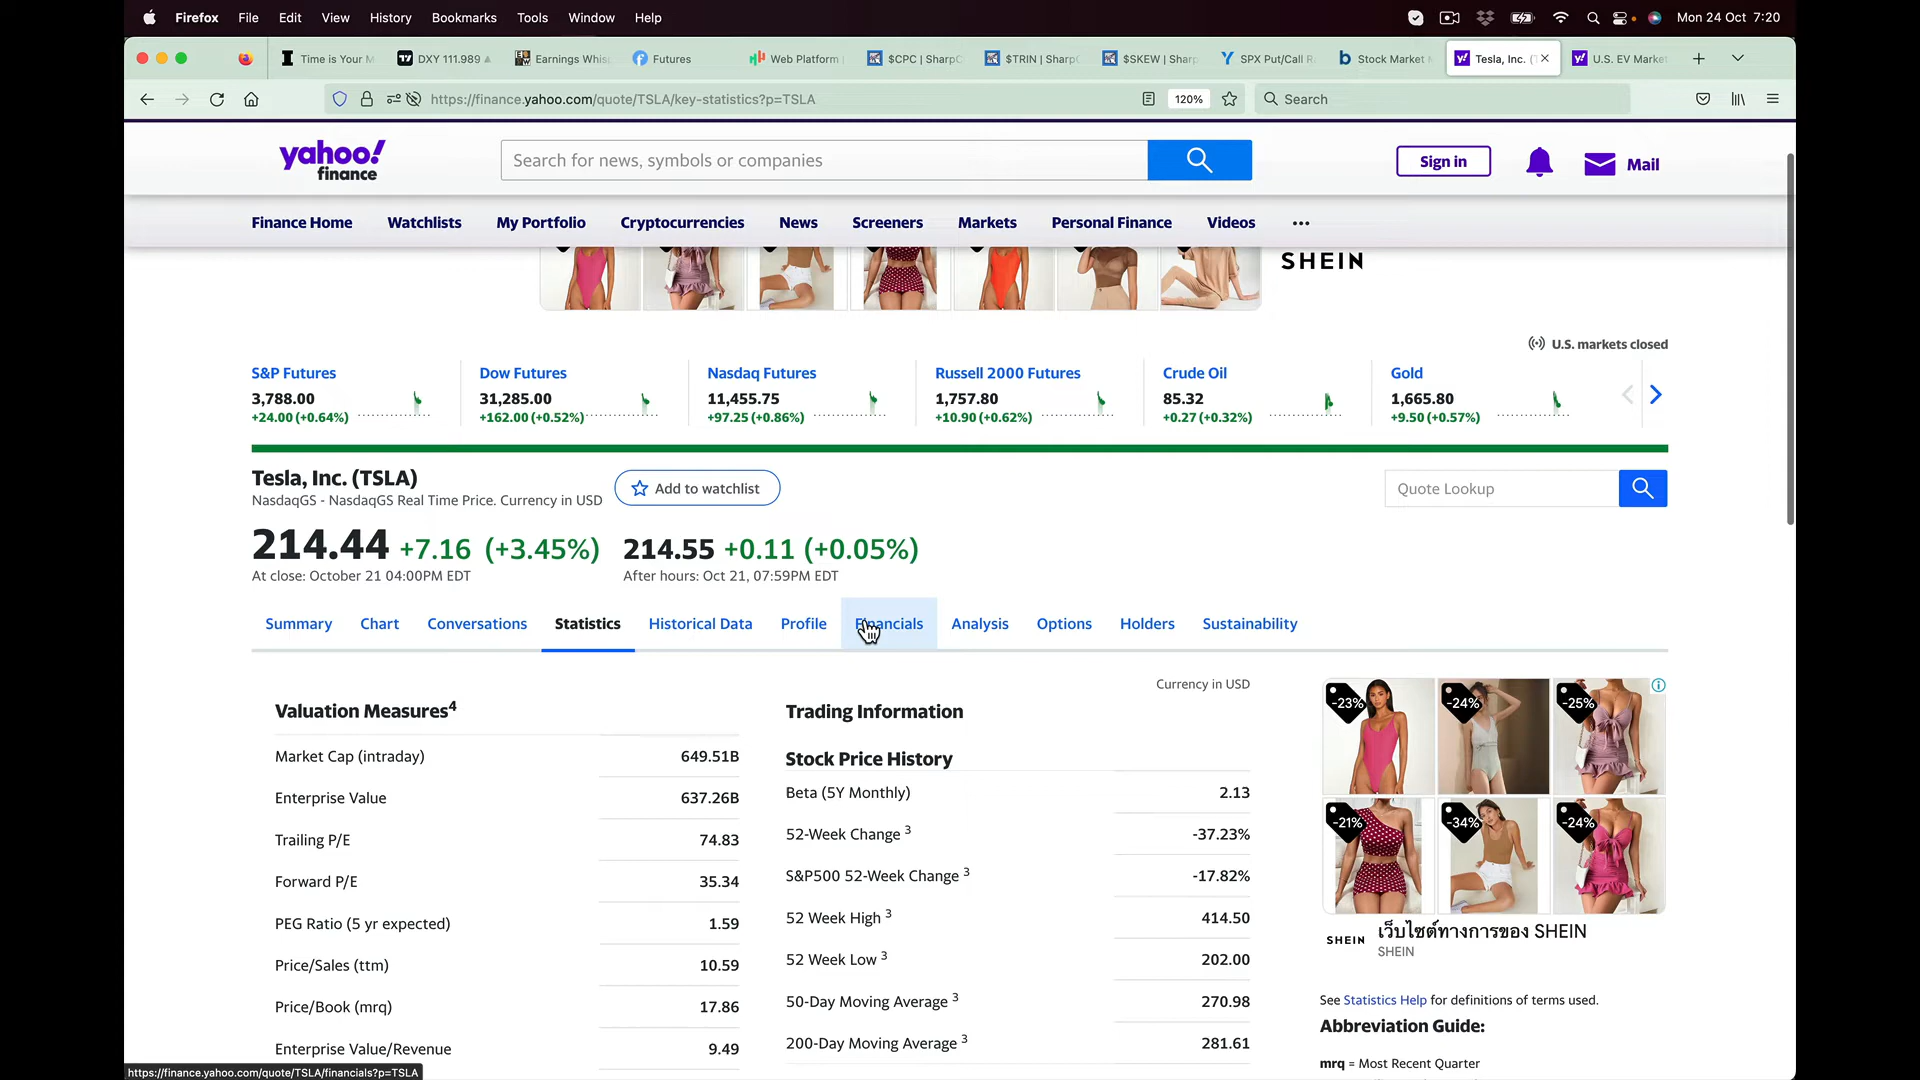 Firefox File Edit View History Bookmarks Tools Window Help Mon 24 Oct 7:20
Time is Your M DXY 111.989 Earnings Whis Futures Web Platform $CPC | SharpC $TRIN | SharpC $SKEW | Sharp SPX Put/Call R Stock Market Tesla, Inc. ( U.S. EV Marke
https://finance.yahoo.com/quote/TSLA/key-statistics?p=TSLA 120% Search
yahoo! finance
Search for news, symbols or companies
Sign in Mail
Finance Home Watchlists My Portfolio Cryptocurrencies News Screeners Markets Personal Finance Videos ...
SHEIN
U.S. markets closed
S&P Futures Dow Futures Nasdaq Futures Russell 2000 Futures Crude Oil Gold
3,788.00 31,285.00 11,455.75 1,757.80 85.32 1,665.80
+24.00 (+0.64%) +162.00 (+0.52%) +97.25 (+0.86%) +10.90 (+0.62%) +0.27 (+0.32%) +9.50 (+0.57%)
Tesla, Inc. (TSLA)
NasdaqGS - NasdaqGS Real Time Price. Currency in USD
Add to watchlist
Quote Lookup
214.44 +7.16 (+3.45%) 214.55 +0.11 (+0.05%)
At close: October 21 04:00PM EDT After hours: Oct 21, 07:59PM EDT
Summary Chart Conversations Statistics Historical Data Profile Financials Analysis Options Holders Sustainability
Currency in USD
Valuation Measures4
Market Cap (intraday) 649.51B
Enterprise Value 637.26B
Trailing P/E 74.83
Forward P/E 35.34
PEG Ratio (5 yr expected) 1.59
Price/Sales (ttm) 10.59
Price/Book (mrq) 17.86
Enterprise Value/Revenue 9.49
Trading Information
Stock Price History
Beta (5Y Monthly) 2.13
52-Week Change 3 -37.23%
S&P500 52-Week Change 3 -17.82%
52 Week High 3 414.50
52 Week Low 3 202.00
50-Day Moving Average 3 270.98
200-Day Moving Average 3 281.61
-23% -24% -25%
-21% -34% -24%
SHEIN เว็บไซต์ทางการของ SHEIN
SHEIN
See Statistics Help for definitions of terms used.
Abbreviation Guide:
mrq = Most Recent Quarter
https://finance.yahoo.com/quote/TSLA/financials?p=TSLA